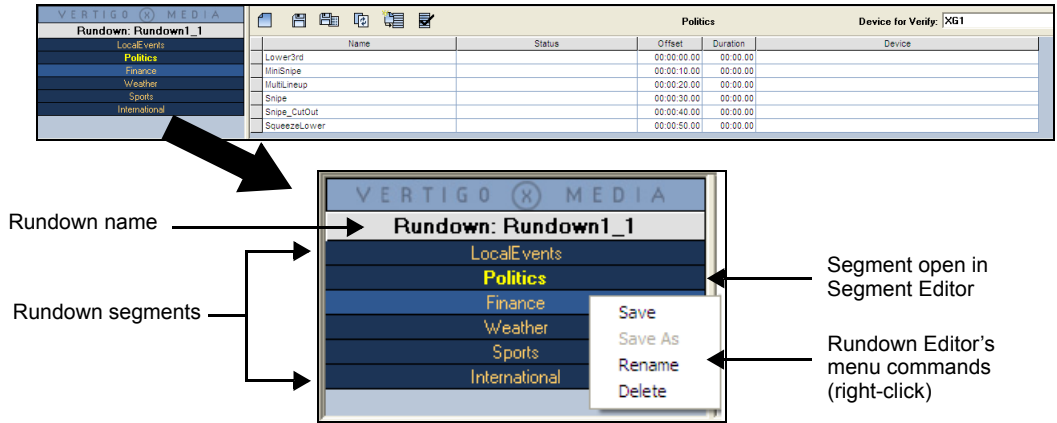 VERTIGO X MEDIA
Rundown: Rundown1_1
LocalEvents
Politics
Finance
Weather
Sports
International
Politics
Device for Verify: XG1
Name Status Offset Duration Device
Lower3rd 00:00:00.00 00:00.00
MiniSnipe 00:00:10.00 00:00.00
MultiLineup 00:00:20.00 00:00.00
Snipe 00:00:30.00 00:00.00
Snipe_CutOut 00:00:40.00 00:00.00
SqueezeLower 00:00:50.00 00:00.00
VERTIGO X MEDIA
Rundown: Rundown1_1
LocalEvents
Politics
Finance
Weather
Sports
International
Save
Save As
Rename
Delete
Rundown name
Rundown segments
Segment open in
Segment Editor
Rundown Editor's
menu commands
(right-click)